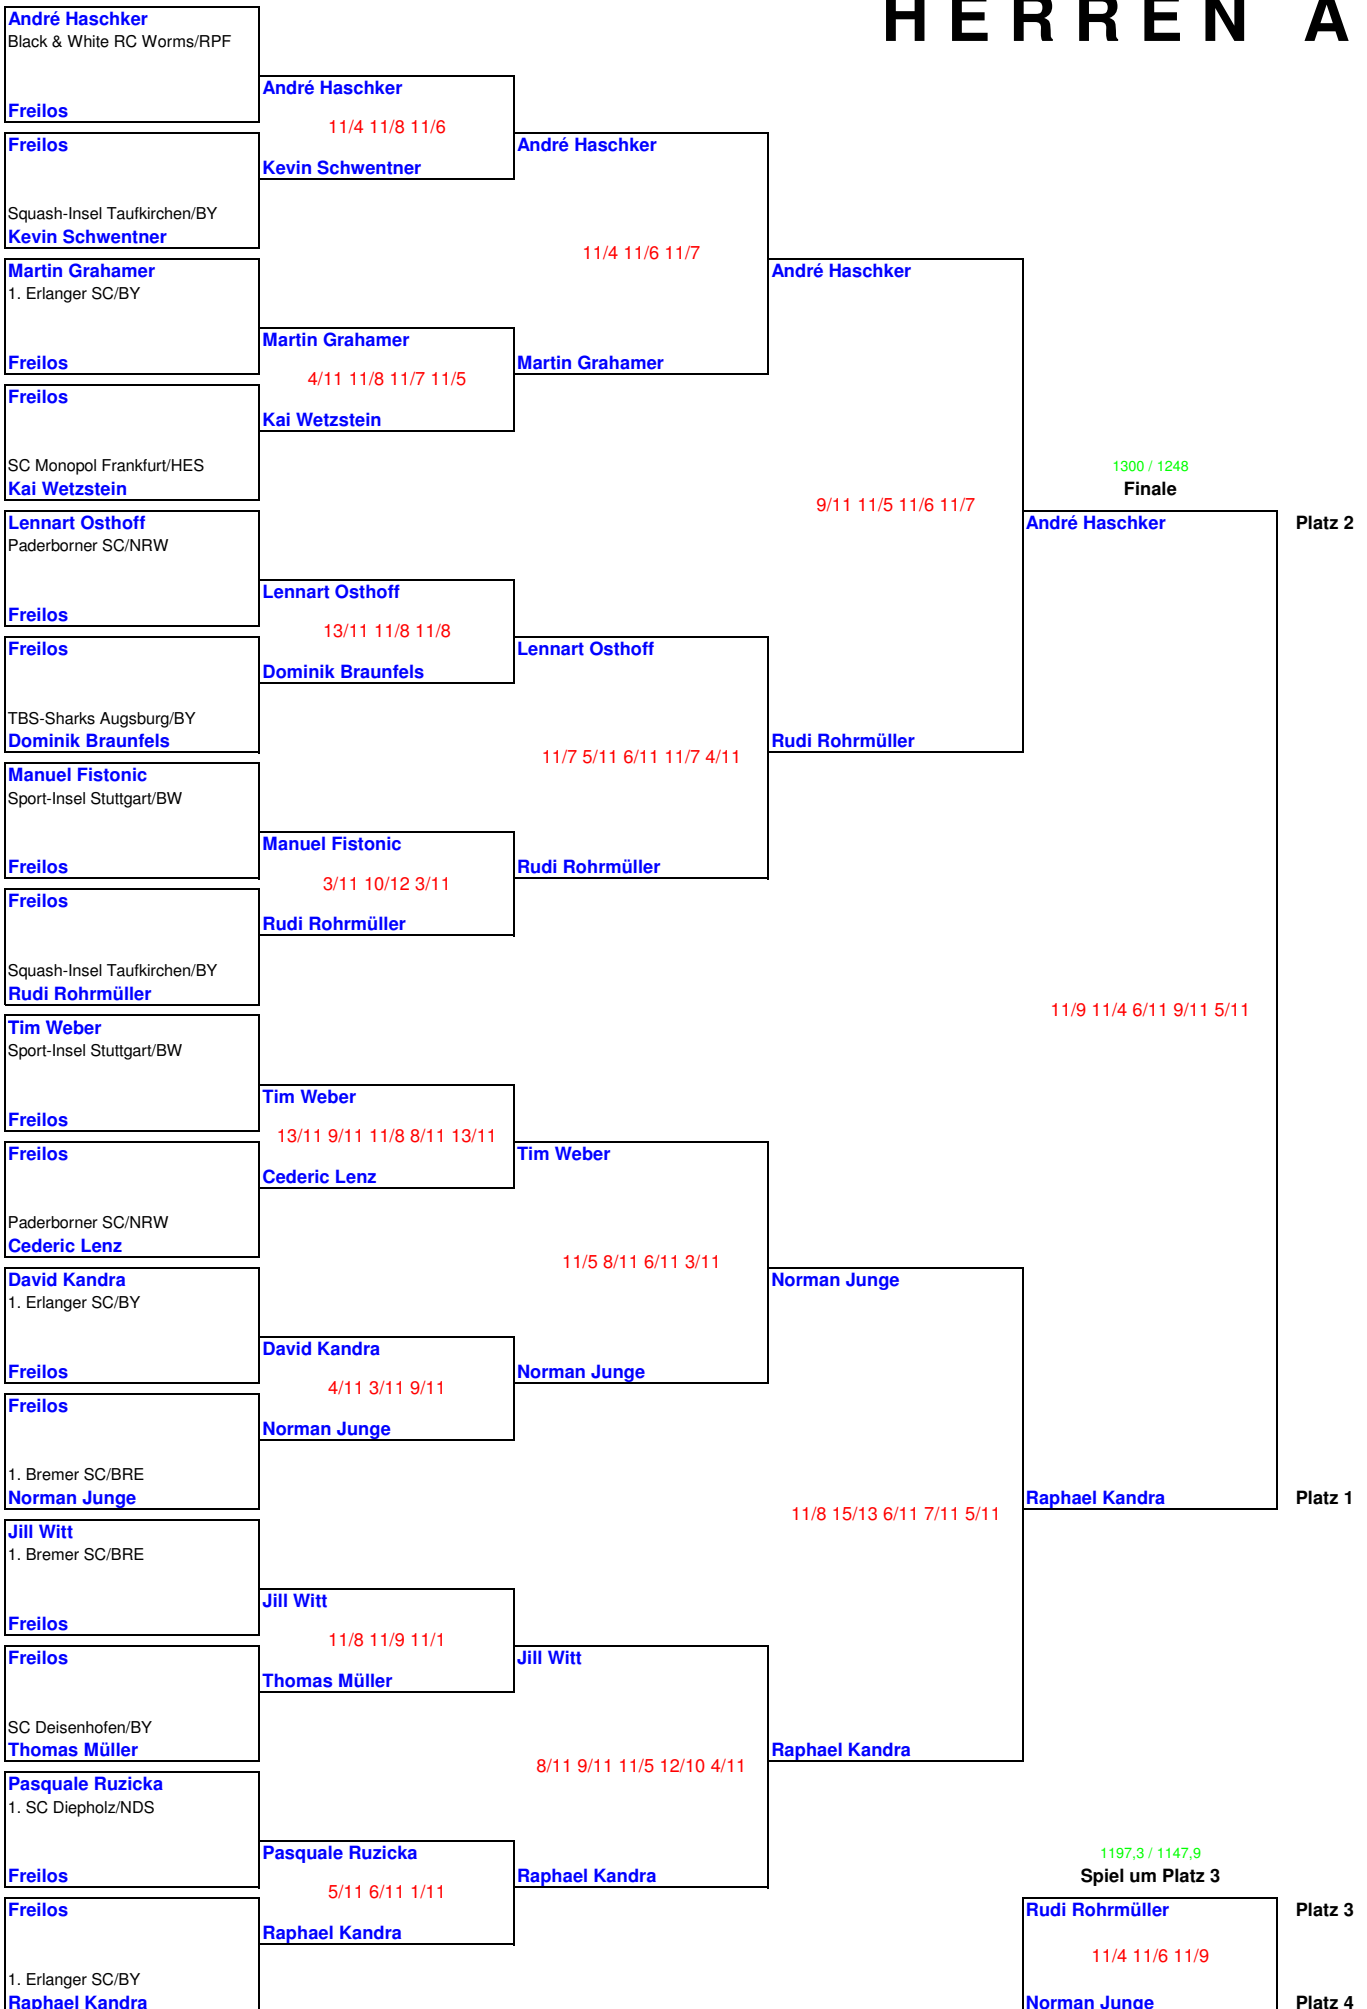 H E R R E N A
André Haschker
Black & White RC Worms/RPF
Freilos
Freilos
Squash-Insel Taufkirchen/BY
Kevin Schwentner
Martin Grahamer
1. Erlanger SC/BY
Freilos
Freilos
SC Monopol Frankfurt/HES
Kai Wetzstein
Lennart Osthoff
Paderborner SC/NRW
Freilos
Freilos
TBS-Sharks Augsburg/BY
Dominik Braunfels
Manuel Fistonic
Sport-Insel Stuttgart/BW
Freilos
Freilos
Squash-Insel Taufkirchen/BY
Rudi Rohrmüller
Tim Weber
Sport-Insel Stuttgart/BW
Freilos
Freilos
Paderborner SC/NRW
Cederic Lenz
David Kandra
1. Erlanger SC/BY
Freilos
Freilos
1. Bremer SC/BRE
Norman Junge
Jill Witt
1. Bremer SC/BRE
Freilos
Freilos
SC Deisenhofen/BY
Thomas Müller
Pasquale Ruzicka
1. SC Diepholz/NDS
Freilos
Freilos
1. Erlanger SC/BY
Raphael Kandra
André Haschker
11/4 11/8 11/6
Kevin Schwentner
Martin Grahamer
4/11 11/8 11/7 11/5
Kai Wetzstein
Lennart Osthoff
13/11 11/8 11/8
Dominik Braunfels
Manuel Fistonic
3/11 10/12 3/11
Rudi Rohrmüller
Tim Weber
13/11 9/11 11/8 8/11 13/11
Cederic Lenz
David Kandra
4/11 3/11 9/11
Norman Junge
Jill Witt
11/8 11/9 11/1
Thomas Müller
Pasquale Ruzicka
5/11 6/11 1/11
Raphael Kandra
André Haschker
11/4 11/6 11/7
Martin Grahamer
Lennart Osthoff
11/7 5/11 6/11 11/7 4/11
Rudi Rohrmüller
Tim Weber
11/5 8/11 6/11 3/11
Norman Junge
Jill Witt
8/11 9/11 11/5 12/10 4/11
Raphael Kandra
André Haschker
9/11 11/5 11/6 11/7
Rudi Rohrmüller
Norman Junge
11/8 15/13 6/11 7/11 5/11
Raphael Kandra
1300 / 1248
Finale
André Haschker Platz 2
11/9 11/4 6/11 9/11 5/11
Raphael Kandra Platz 1
1197,3 / 1147,9
Spiel um Platz 3
Rudi Rohrmüller Platz 3
11/4 11/6 11/9
Norman Junge Platz 4